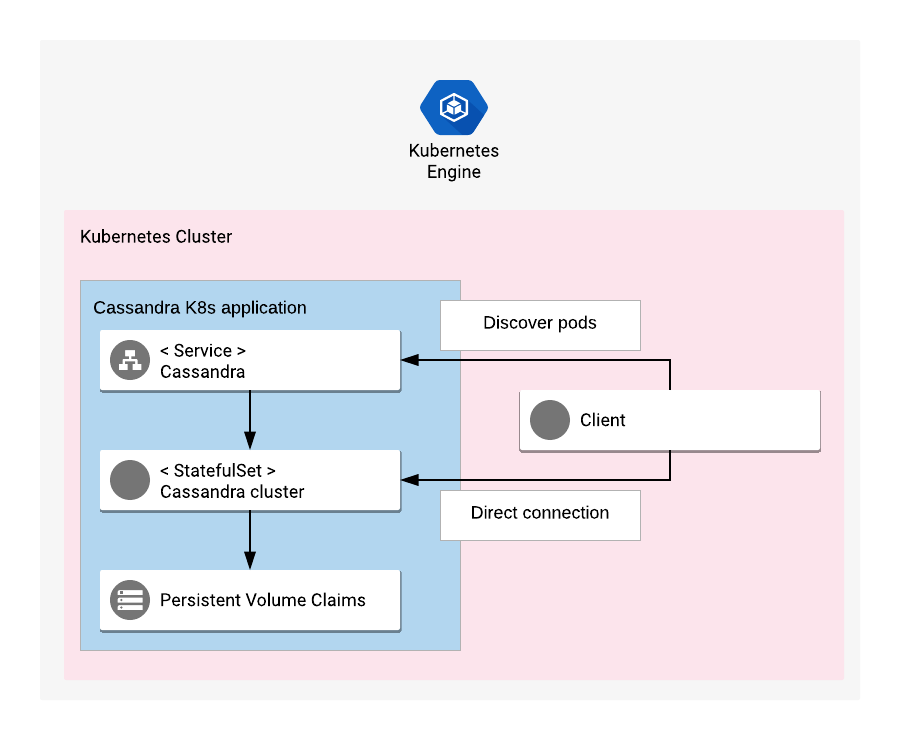 Kubernetes
Engine
Kubernetes Cluster
Cassandra K8s application
Discover pods
< Service >
Cassandra
Client
< StatefulSet >
Cassandra cluster
Direct connection
Persistent Volume Claims